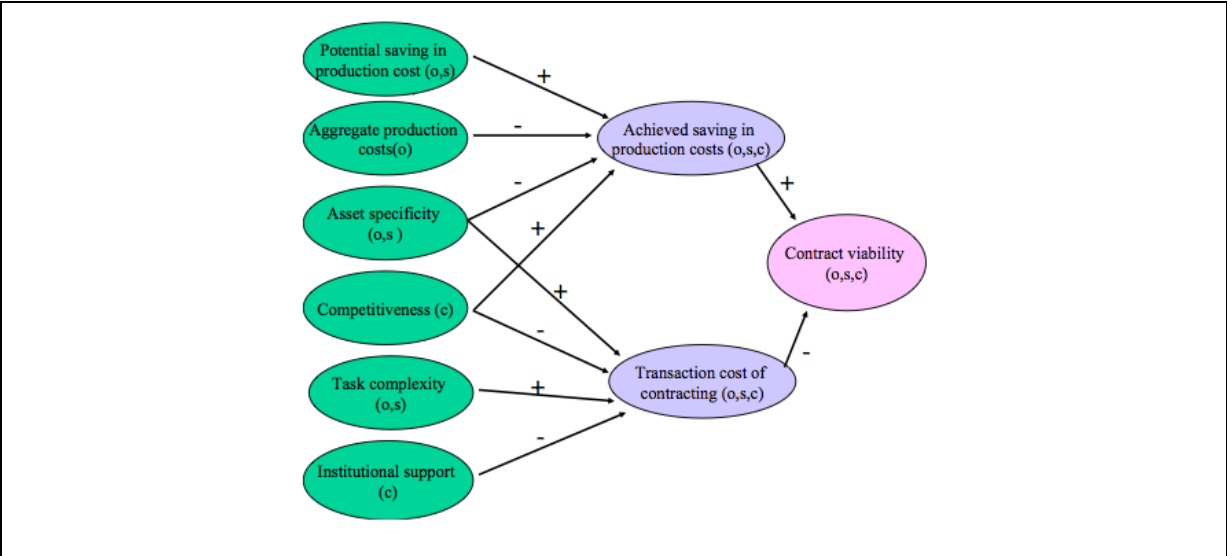 Potential saving in
production cost (o,s)
+
Aggregate production
costs(o)
-
Achieved saving in
production costs (o,s,c)
-
+
Asset specificity
(o,s )
+
Contract viability
(o,s,c)
+
Competitiveness (c)
-
-
Transaction cost of
contracting (o,s,c)
Task complexity
(o,s)
+
-
Institutional support
(c)